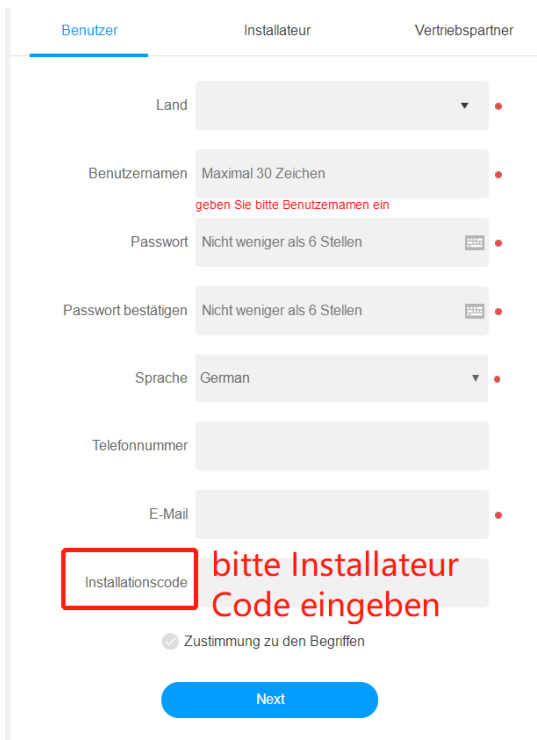 Benutzer Installateur Vertriebspartner
Land
Benutzernamen Maximal 30 Zeichen
geben Sie bitte Benutzernamen ein
Passwort Nicht weniger als 6 Stellen
Passwort bestätigen Nicht weniger als 6 Stellen
Sprache German
Telefonnummer
E-Mail
Installationscode bitte Installateur
Code eingeben
Zustimmung zu den Begriffen
Next